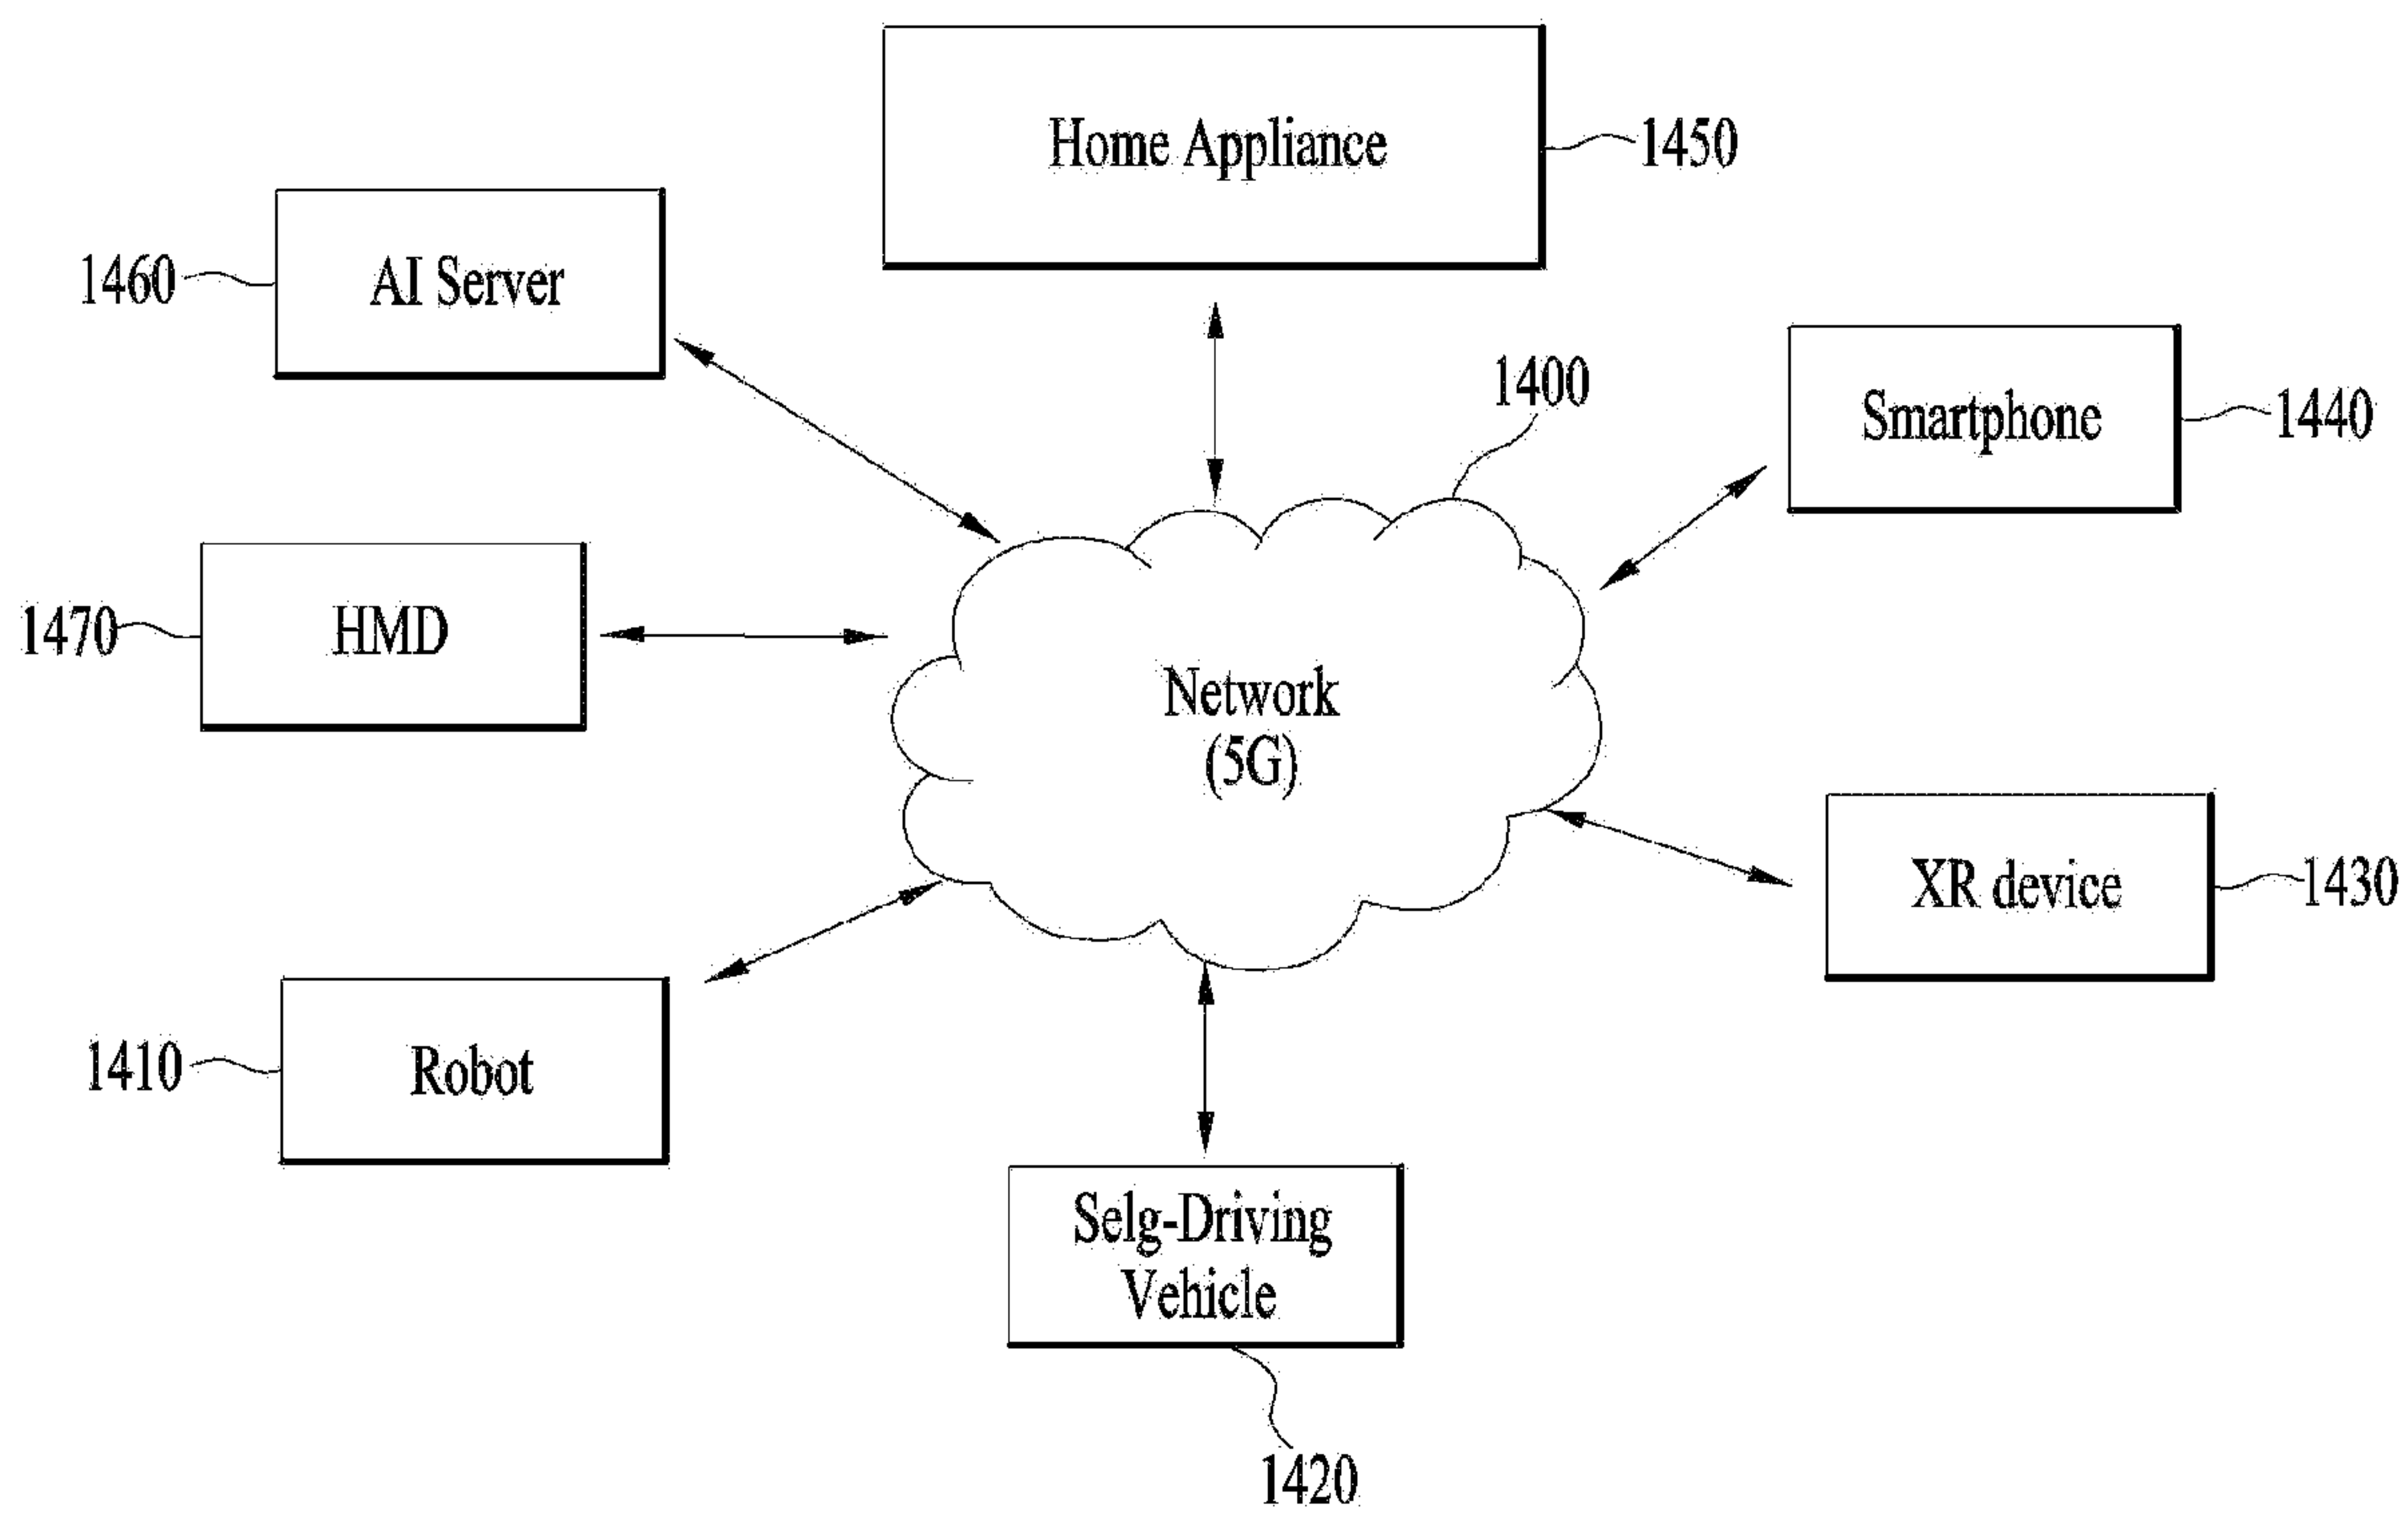 Home Appliance
1450
1460
AI Server
1400
Smartphone
1440
1470
HMD
Network
(5G)
XR device
1430
1410
Robot
Selg-Driving
Vehicle
1420